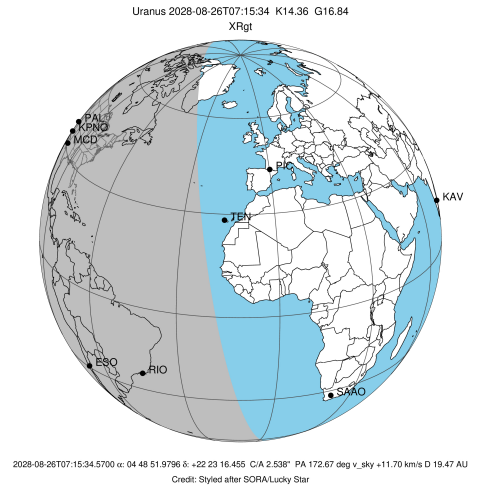 Uranus 2028-08-26T07:15:34 K14.36 G16.84
XRgt
PAL
KPNO
MCD
PIC
KAV
TEN
ESO
RIO
SAAO
2028-08-26T07:15:34.5700 α: 04 48 51.9796 δ: +22 23 16.455 C/A 2.538" PA 172.67 deg v_sky +11.70 km/s D 19.47 AU
Credit: Styled after SORA/Lucky Star